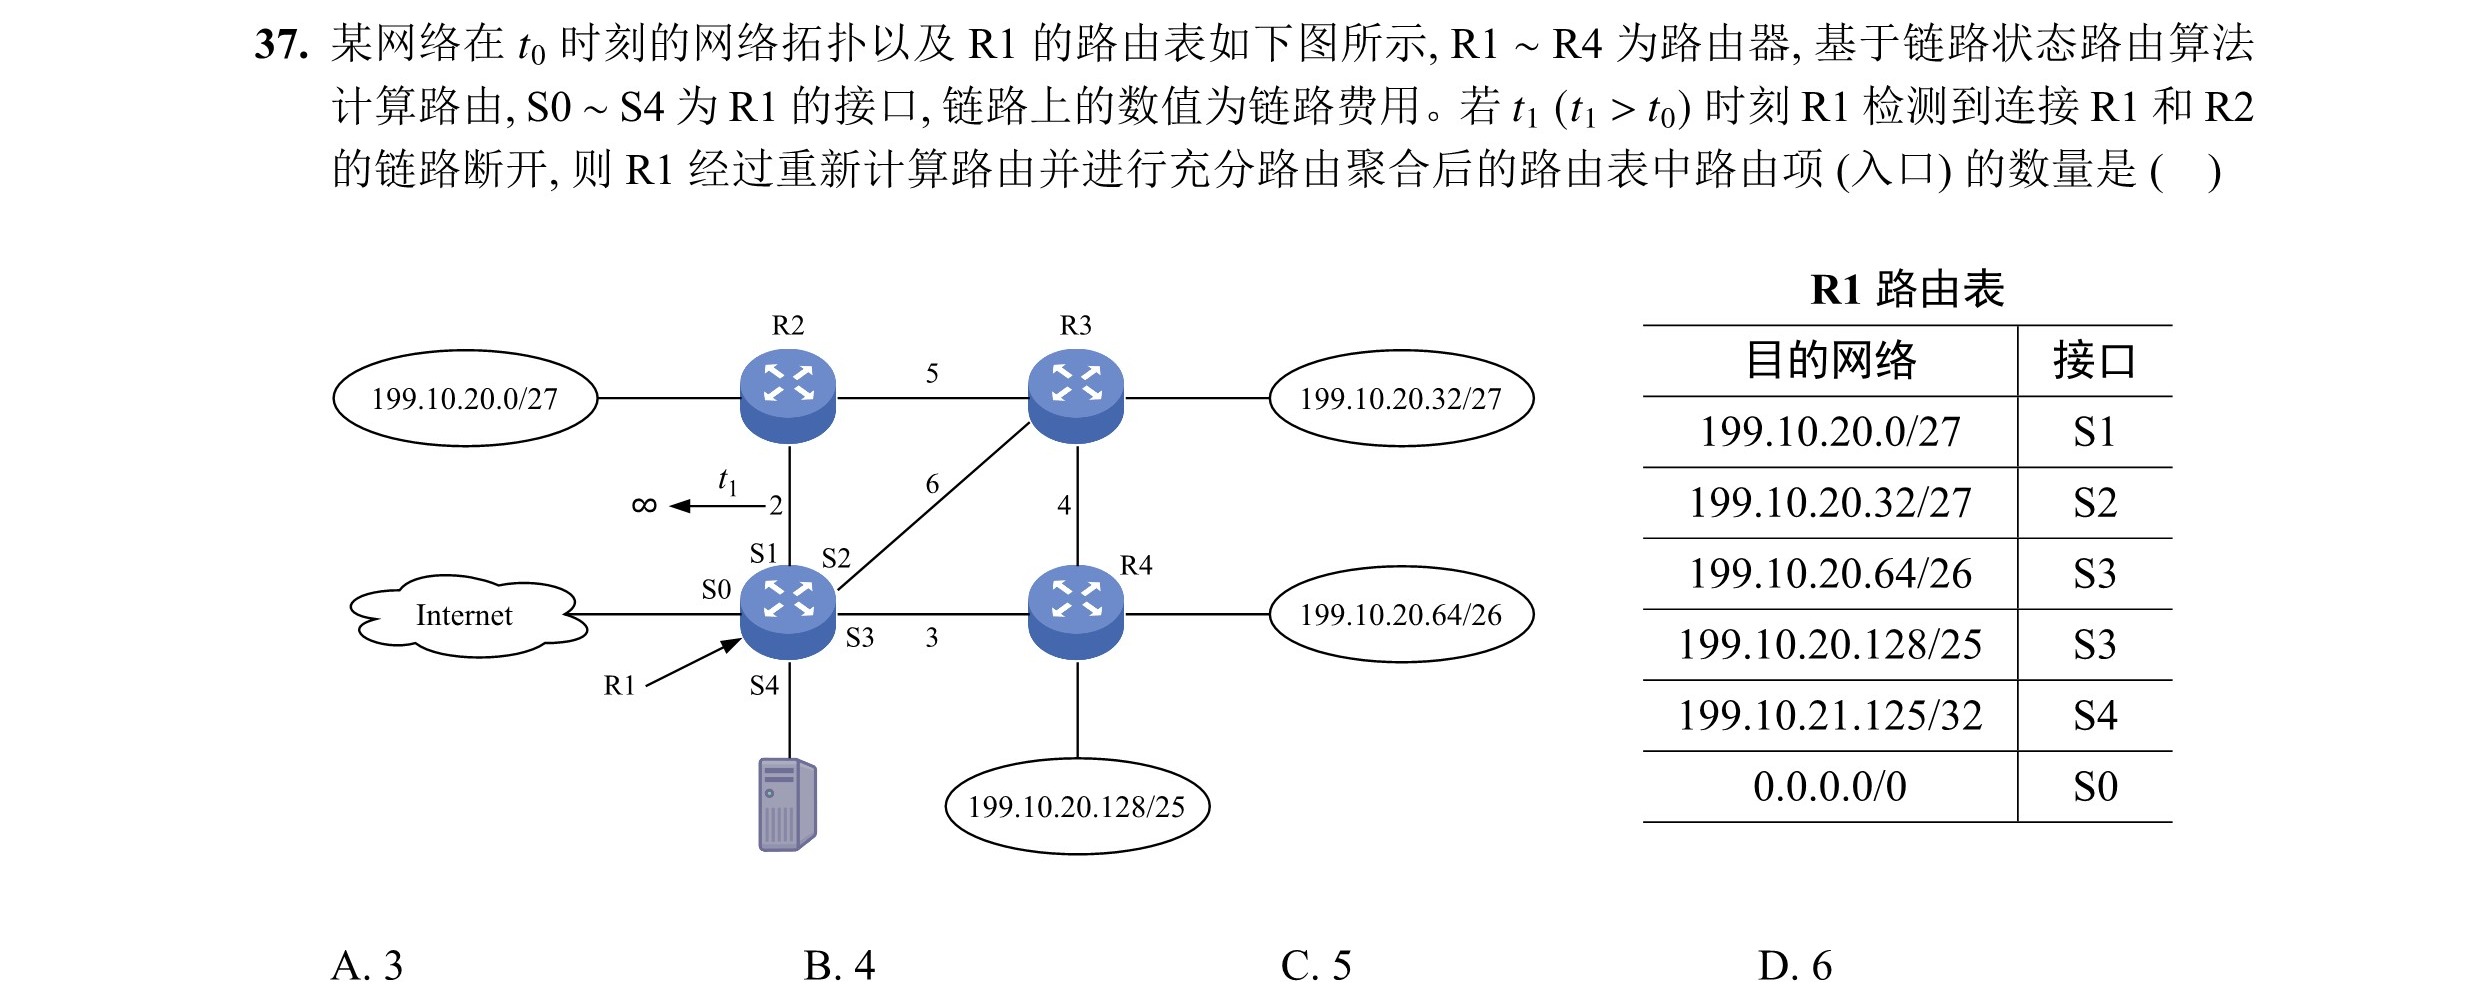 37. 某网络在 t₀ 时刻的网络拓扑以及 R1 的路由表如下图所示, R1 ~ R4 为路由器, 基于链路状态路由算法
计算路由, S0 ~ S4 为 R1 的接口, 链路上的数值为链路费用。若 t₁ (t₁ > t₀) 时刻 R1 检测到连接 R1 和 R2
的链路断开, 则 R1 经过重新计算路由并进行充分路由聚合后的路由表中路由项 (入口) 的数量是 (  )
R2
R3
199.10.20.0/27
5
199.10.20.32/27
∞
t₁
2
6
4
S1
S2
R4
S0
Internet
S3
3
199.10.20.64/26
R1
S4
199.10.20.128/25
R1 路由表
目的网络 接口
199.10.20.0/27 S1
199.10.20.32/27 S2
199.10.20.64/26 S3
199.10.20.128/25 S3
199.10.21.125/32 S4
0.0.0.0/0 S0
A. 3 B. 4 C. 5 D. 6